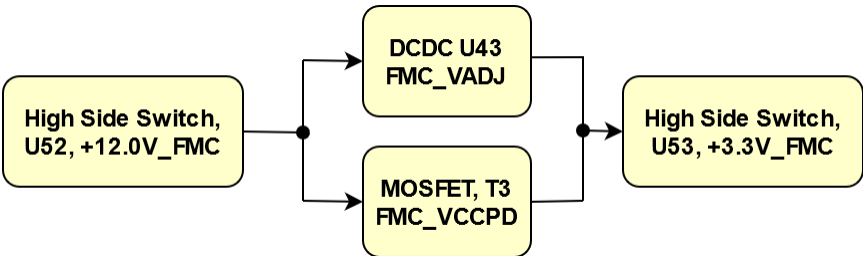 High Side Switch,
U52, +12.0V_FMC
DCDC U43
FMC_VADJ
MOSFET, T3
FMC_VCCPD
High Side Switch,
U53, +3.3V_FMC